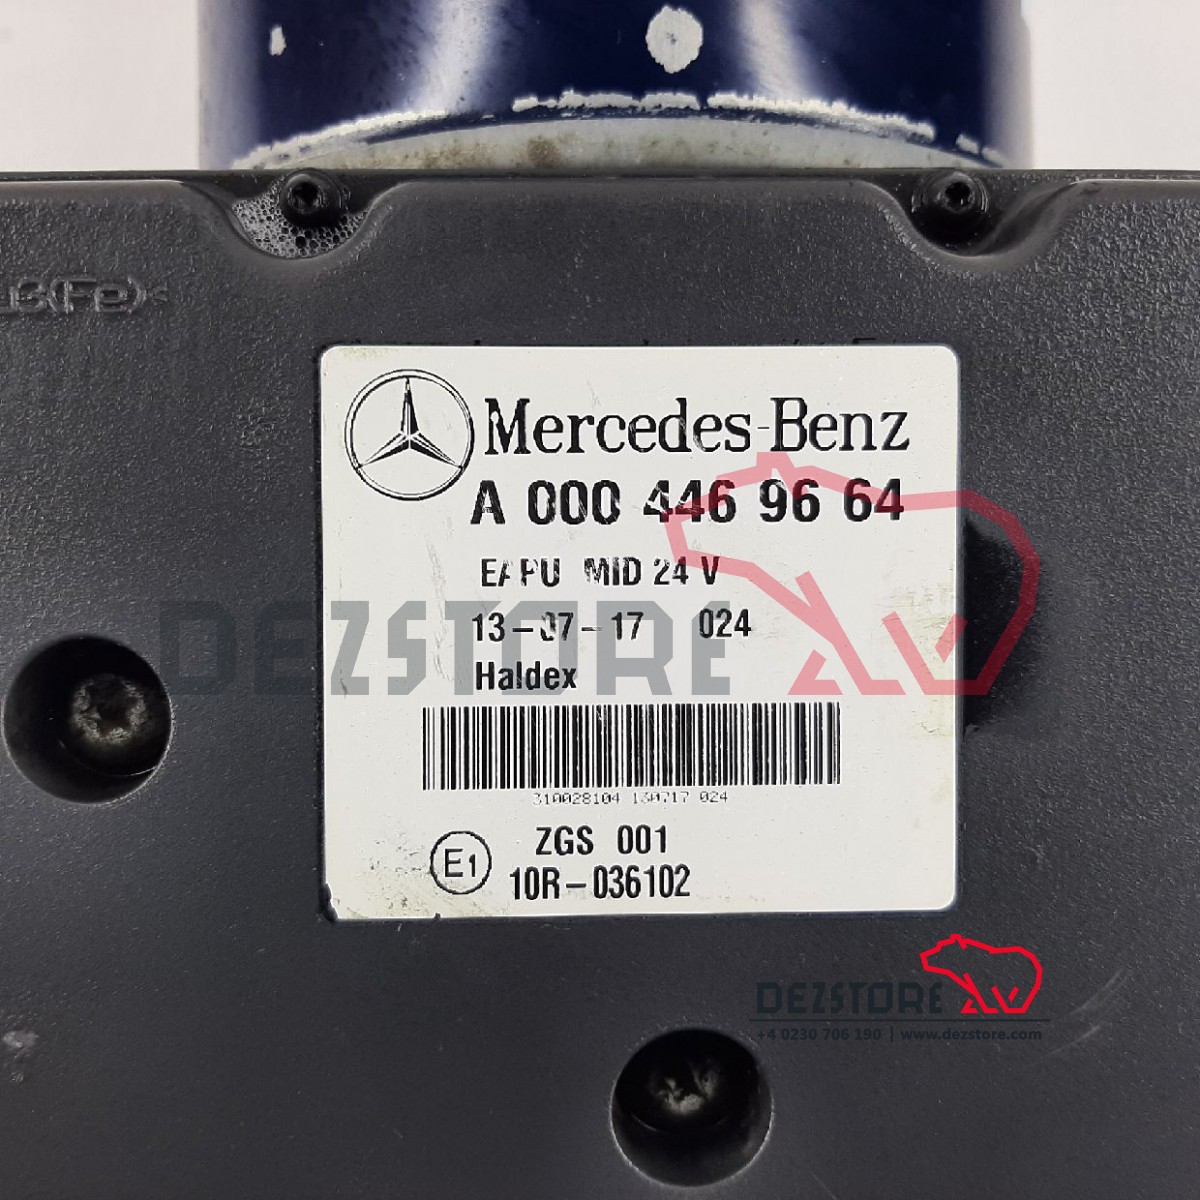 (Fe)
Mercedes-Benz
A 000 446 96 64
EAPU MID 24 V
13-07-17 024
DEZSTORE
Haldex
310028104 130717 024
E1
ZGS 001
10R-036102
DEZSTORE
+4 0230 706 190 | www.dezstore.com